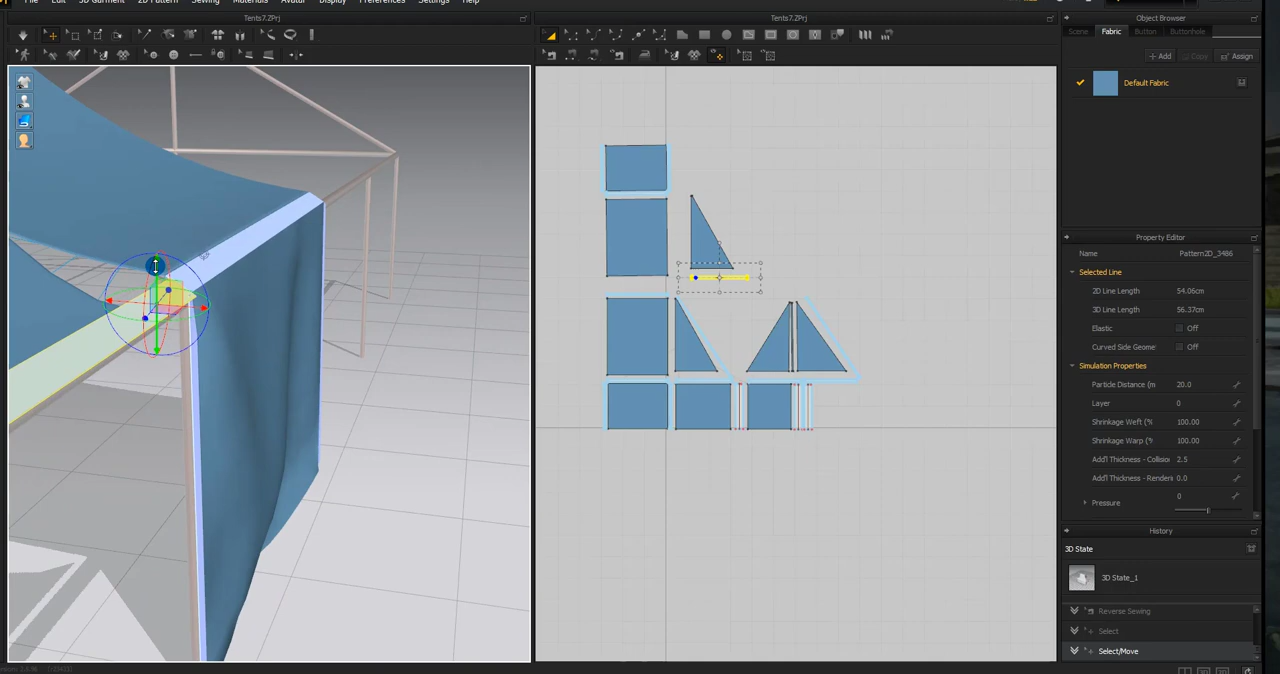 File Edit 3D Garment 2D Pattern Sewing Avatar Display Preferences Settings Help
Tents7.ZPrj
Tents7.ZPrj
Object Browser
Scene Fabric Button Buttonhole
Add Copy Assign
Default Fabric
Property Editor
Name Pattern2D_3486
Selected Line
2D Line Length 54.06cm
3D Line Length 56.37cm
Elastic Off
Curved Side Geome Off
Simulation Properties
Particle Distance (m 20.0
Layer 0
Shrinkage Weft (% 100.00
Shrinkage Warp (% 100.00
Add'l Thickness - Collisio 2.5
Add'l Thickness - Renderi 0.0
Pressure 0
History
3D State
3D State_1
Reverse Sewing
Select
Select/Move